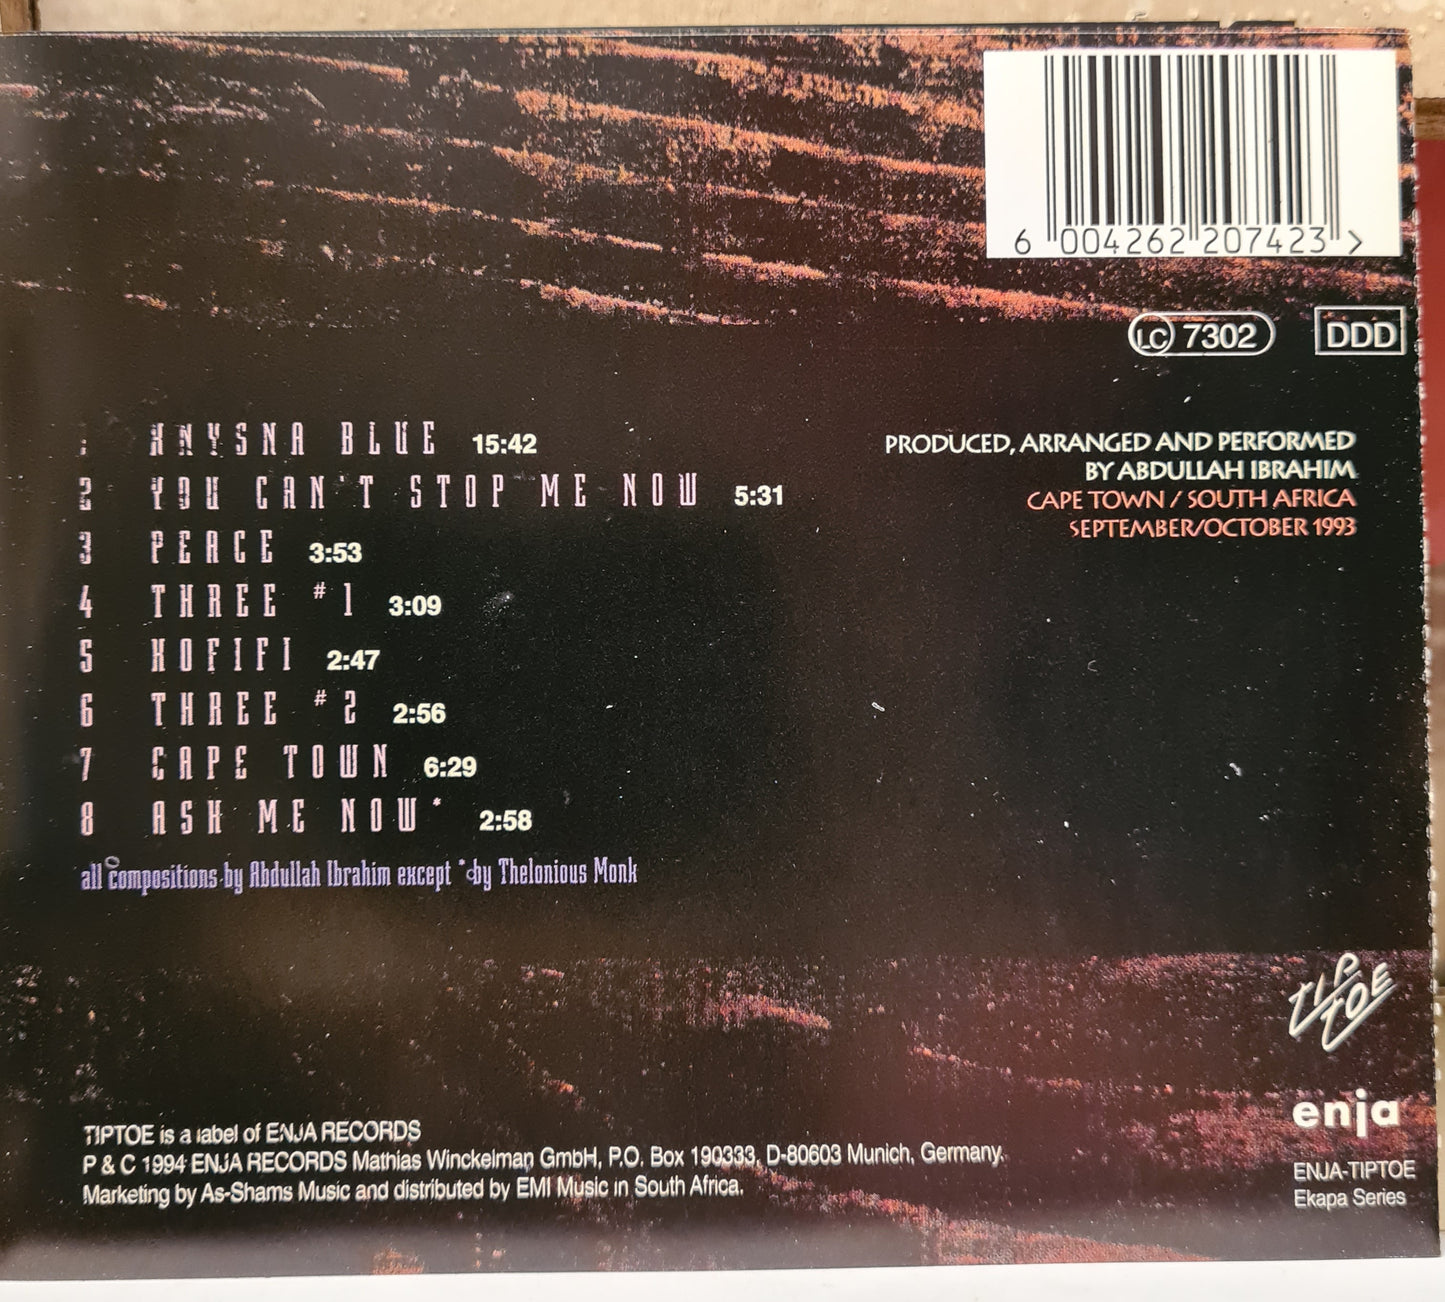 6 004262 207423 >
LC 7302 DDD
1 KNYSNA BLUE 15:42
2 YOU CAN'T STOP ME NOW 5:31
3 PEACE 3:53
4 THREE #1 3:09
5 KOFIFI 2:47
6 THREE #2 2:56
7 CAPE TOWN 6:29
8 ASK ME NOW* 2:58
all compositions by Abdullah Ibrahim except * by Thelonious Monk
PRODUCED, ARRANGED AND PERFORMED
BY ABDULLAH IBRAHIM
CAPE TOWN / SOUTH AFRICA
SEPTEMBER/OCTOBER 1993
TIPTOE
enja
ENJA-TIPTOE
Ekapa Series
TIPTOE is a label of ENJA RECORDS
P & C 1994 ENJA RECORDS Mathias Winckelman GmbH, P.O. Box 190333, D-80603 Munich, Germany.
Marketing by As-Shams Music and distributed by EMI Music in South Africa.